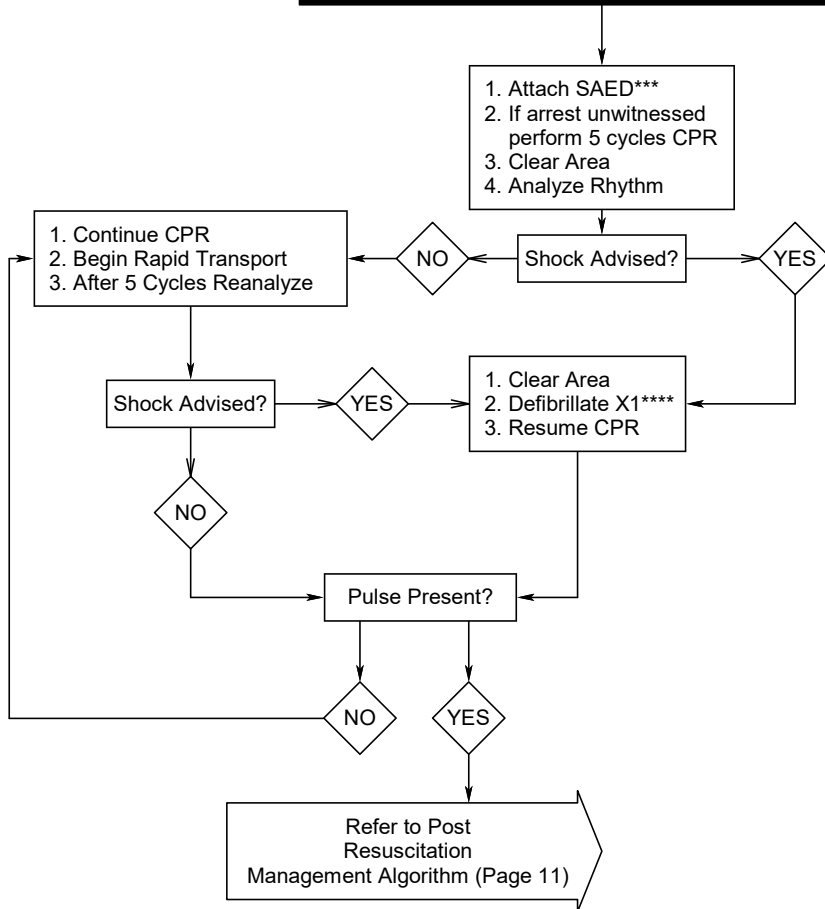 1. Attach SAED***
2. If arrest unwitnessed
perform 5 cycles CPR
3. Clear Area
4. Analyze Rhythm
1. Continue CPR
2. Begin Rapid Transport
3. After 5 Cycles Reanalyze
NO
Shock Advised?
YES
Shock Advised?
YES
1. Clear Area
2. Defibrillate X1****
3. Resume CPR
NO
Pulse Present?
NO
YES
Refer to Post
Resuscitation
Management Algorithm (Page 11)